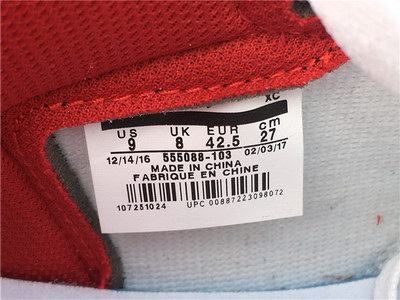 XC
US UK EUR cm
9 8 42.5 27
12/14/16 555088-103 02/03/17
MADE IN CHINA
FABRIQUE EN CHINE
107251024 UPC 00887223098072